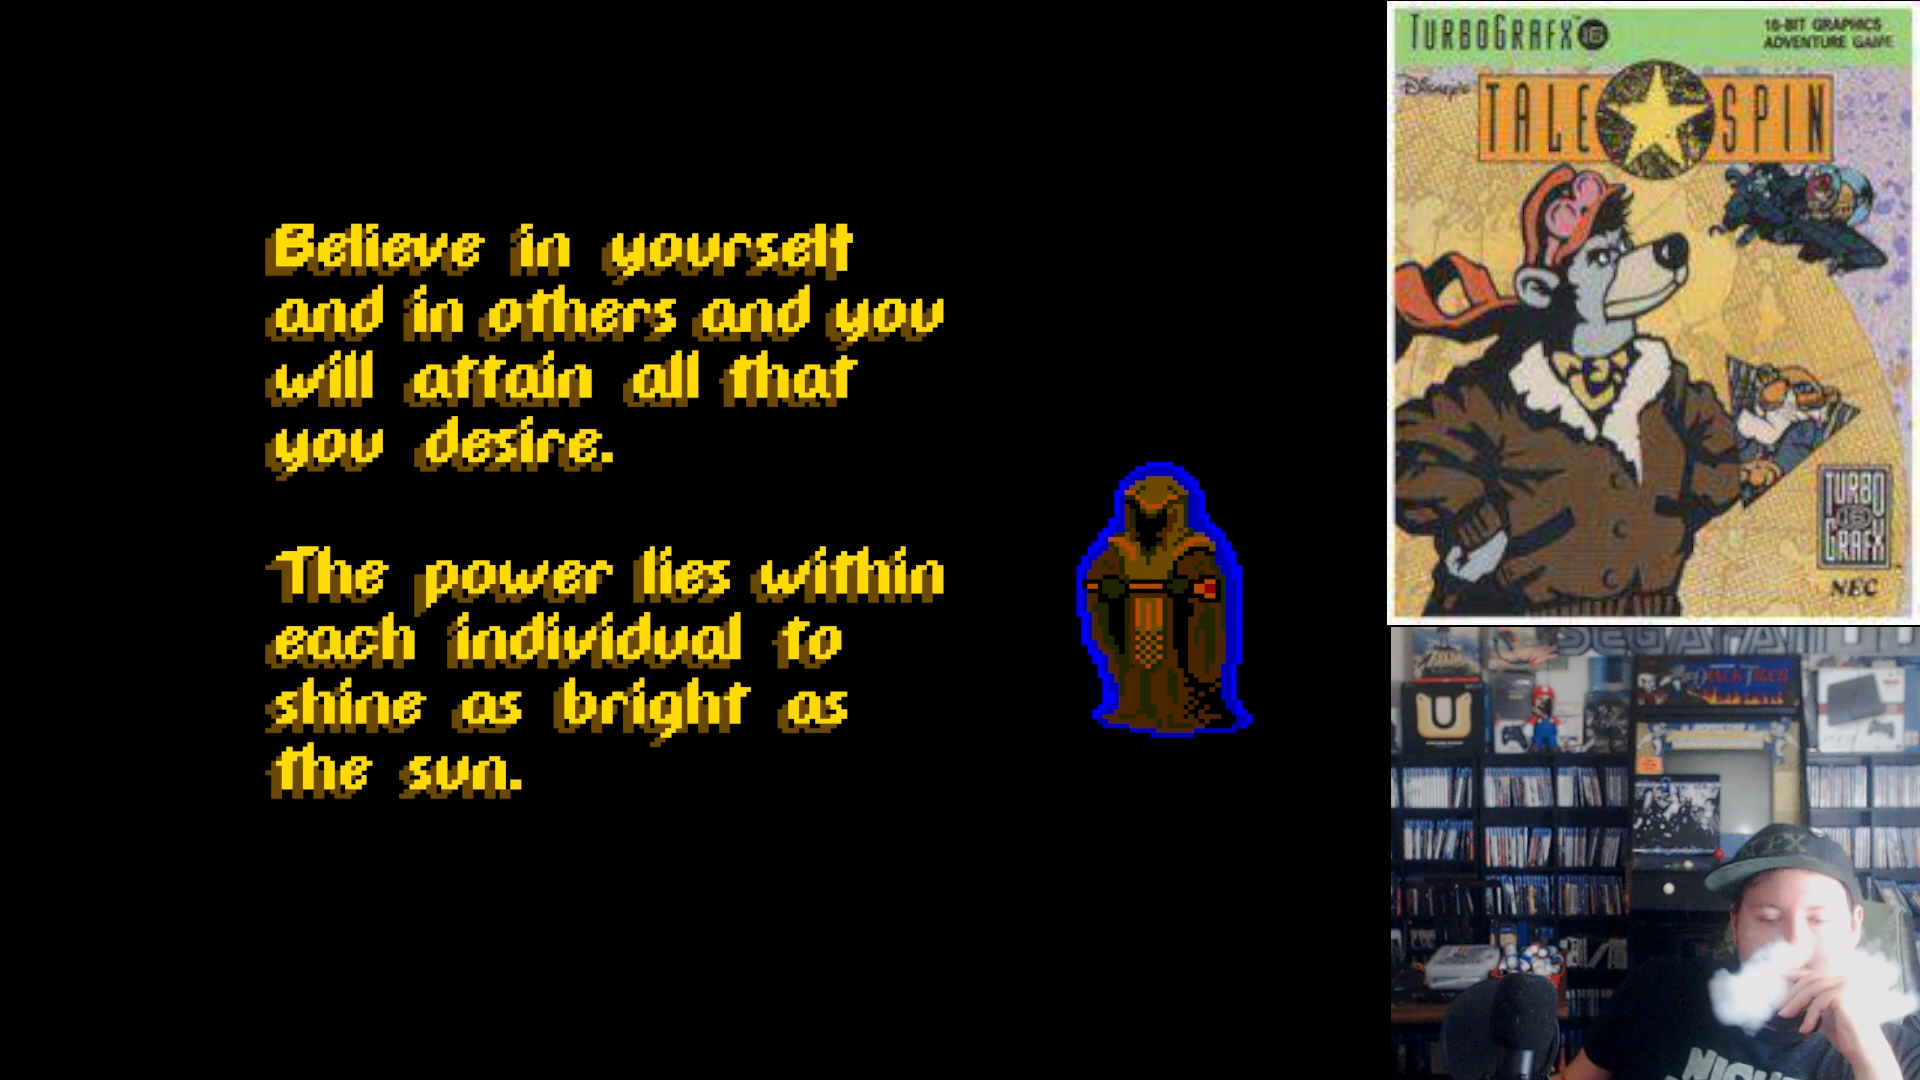 Believe in yourself
and in others and you
will attain all that
you desire.
The power lies within
each individual to
shine as bright as
the sun.
TURBOGRAFX 16
16-BIT GRAPHICS
ADVENTURE GAME
Disney's
TALE SPIN
TURBO
16
GRAFX
NEC
U